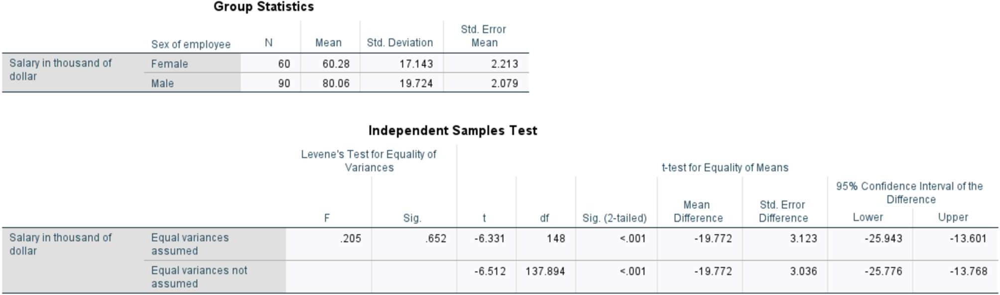 Group Statistics
Sex of employee N Mean Std. Deviation Std. Error Mean
Salary in thousand of dollar Female 60 60.28 17.143 2.213
Male 90 80.06 19.724 2.079
Independent Samples Test
Levene's Test for Equality of Variances t-test for Equality of Means
95% Confidence Interval of the Difference
F Sig. t df Sig. (2-tailed) Mean Difference Std. Error Difference Lower Upper
Salary in thousand of dollar Equal variances assumed .205 .652 -6.331 148 <.001 -19.772 3.123 -25.943 -13.601
Equal variances not assumed -6.512 137.894 <.001 -19.772 3.036 -25.776 -13.768